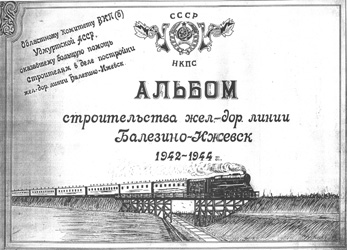 Областному Комитету ВКП(б)
Удмуртской АССР,
оказавшему большую помощь
строителям в деле постройки
жел-дор. линии Балезино-Ижевск.
СССР
НКПС
АЛЬБОМ
строительства жел-дор линии
Балезино-Ижевск
1942-1944 г.